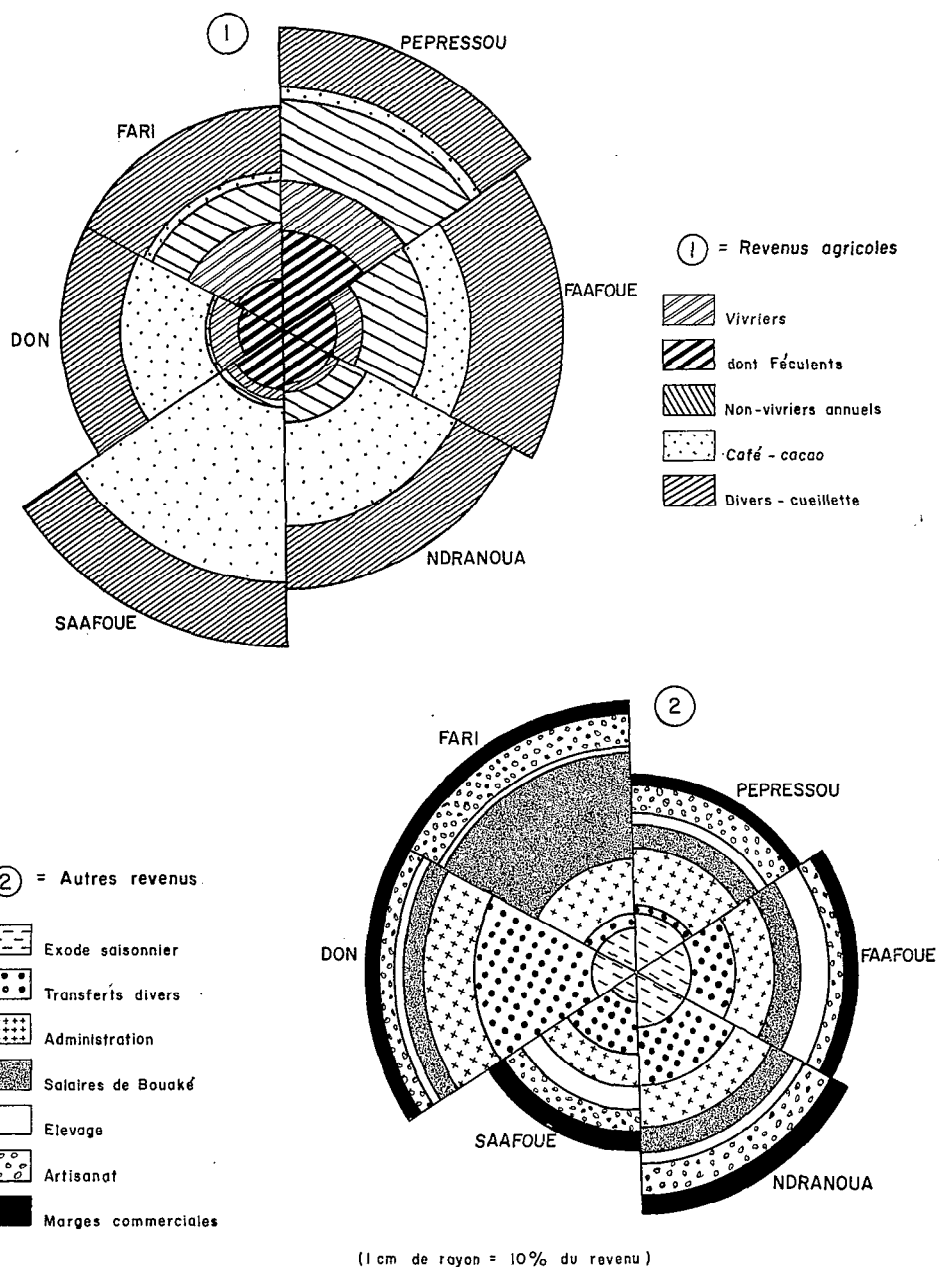 1
PEPRESSOU
FARI
FAAFOUE
DON
NDRANOUA
SAAFOUE
1 = Revenus agricoles
Vivriers
dont Féculents
Non-vivriers annuels
Café - cacao
Divers - cueillette
2
FARI
PEPRESSOU
DON
FAAFOUE
SAAFOUE
NDRANOUA
2 = Autres revenus
Exode saisonnier
Transferts divers
Administration
Salaires de Bouaké
Elevage
Artisanat
Marges commerciales
(1 cm de rayon = 10% du revenu)